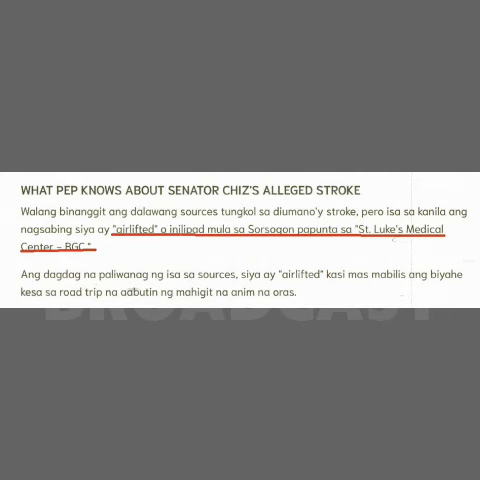 WHAT PEP KNOWS ABOUT SENATOR CHIZ'S ALLEGED STROKE
Walang binanggit ang dalawang sources tungkol sa diumano'y stroke, pero isa sa kanila ang
nagsabing siya ay "airlifted" o inilipad mula sa Sorsogon papunta sa "St. Luke's Medical
Center – BGC."
Ang dagdag na paliwanag ng isa sa sources, siya ay "airlifted" kasi mas mabilis ang biyahe
kesa sa road trip na aabutin ng mahigit na anim na oras.
BROADCAST